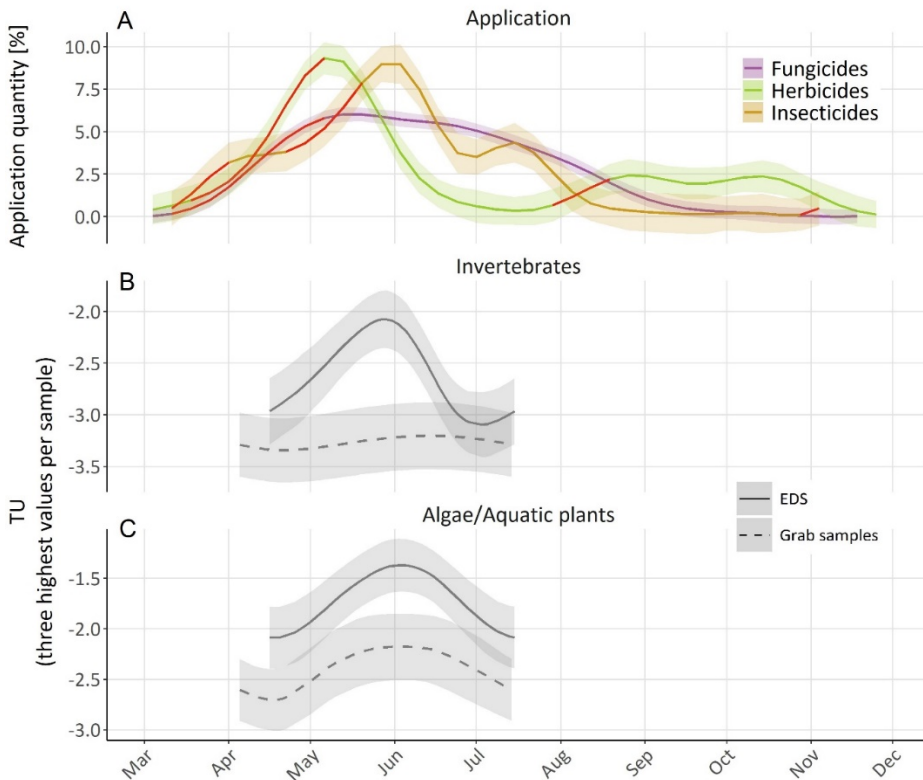 A
Application
Application quantity [%]
10.0
7.5
5.0
2.5
0.0
Fungicides
Herbicides
Insecticides
B
Invertebrates
-2.0
-2.5
-3.0
-3.5
TU
(three highest values per sample)
EDS
Grab samples
C
Algae/Aquatic plants
-1.5
-2.0
-2.5
-3.0
Mar
Apr
May
Jun
Jul
Aug
Sep
Oct
Nov
Dec